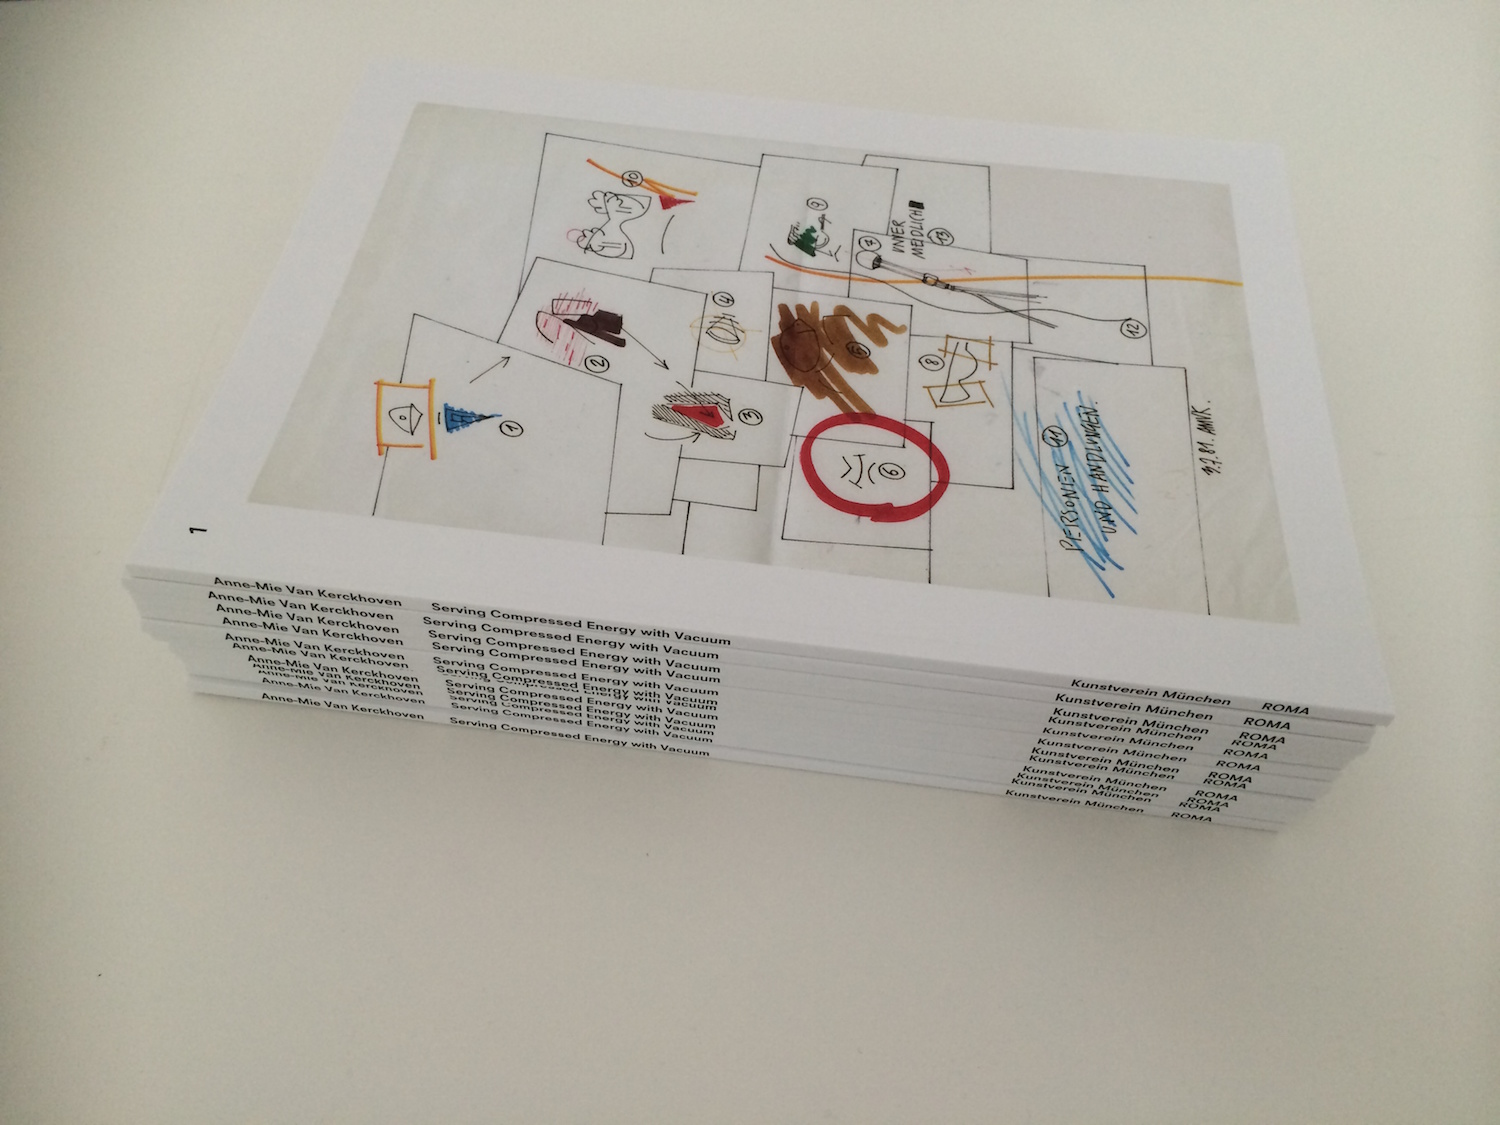 10
9
UNVER
MEIDLICH
13
7
4
12
5
2
8
3
1
6
PERSONEN 11
UND HANDLUNGEN.
3.7.81. AMVK.
1
Anne-Mie Van Kerckhoven Serving Compressed Energy with Vacuum Kunstverein München ROMA
Anne-Mie Van Kerckhoven Serving Compressed Energy with Vacuum Kunstverein München ROMA
Anne-Mie Van Kerckhoven Serving Compressed Energy with Vacuum Kunstverein München ROMA
Anne-Mie Van Kerckhoven Serving Compressed Energy with Vacuum Kunstverein München ROMA
Anne-Mie Van Kerckhoven Serving Compressed Energy with Vacuum Kunstverein München ROMA
Anne-Mie Van Kerckhoven Serving Compressed Energy with Vacuum Kunstverein München ROMA
Anne-Mie Van Kerckhoven Serving Compressed Energy with Vacuum Kunstverein München ROMA
Anne-Mie Van Kerckhoven Serving Compressed Energy with Vacuum Kunstverein München ROMA
Anne-Mie Van Kerckhoven Serving Compressed Energy with Vacuum Kunstverein München ROMA
Anne-Mie Van Kerckhoven Serving Compressed Energy with Vacuum Kunstverein München ROMA